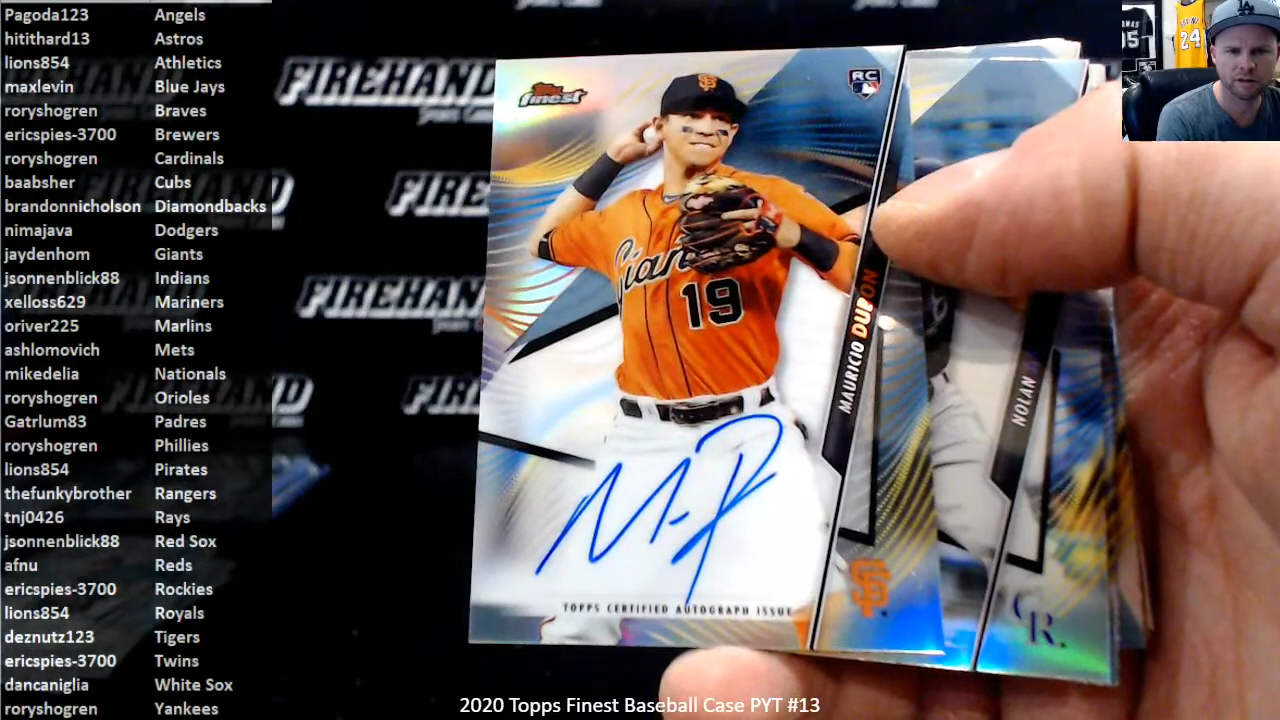 Pagoda123 Angels
hitithard13 Astros
lions854 Athletics
maxlevin Blue Jays
roryshogren Braves
ericspies-3700 Brewers
roryshogren Cardinals
baabsher Cubs
brandonnicholson Diamondbacks
nimajava Dodgers
jaydenhom Giants
jsonnenblick88 Indians
xelloss629 Mariners
oriver225 Marlins
ashlomovich Mets
mikedelia Nationals
roryshogren Orioles
Gatrlum83 Padres
roryshogren Phillies
lions854 Pirates
thefunkybrother Rangers
tnj0426 Rays
jsonnenblick88 Red Sox
afnu Reds
ericspies-3700 Rockies
lions854 Royals
deznutz123 Tigers
ericspies-3700 Twins
dancaniglia White Sox
roryshogren Yankees
FIREHAND
FIREHAND
FIREHAND
Topps
finest
RC
SF
Gian
19
MAURICIO DUBON
TOPPS CERTIFIED AUTOGRAPH ISSUE
SF
NOLAN
CR.
24
LA
2020 Topps Finest Baseball Case PYT #13